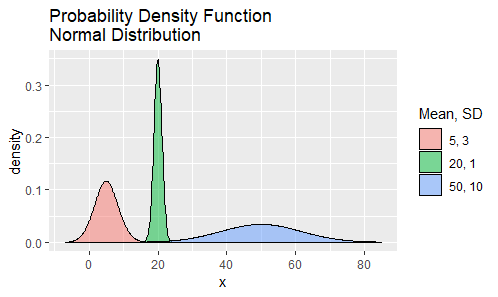 Probability Density Function
Normal Distribution
density
0.3
0.2
0.1
0.0
0 20 40 60 80
x
Mean, SD
5, 3
20, 1
50, 10